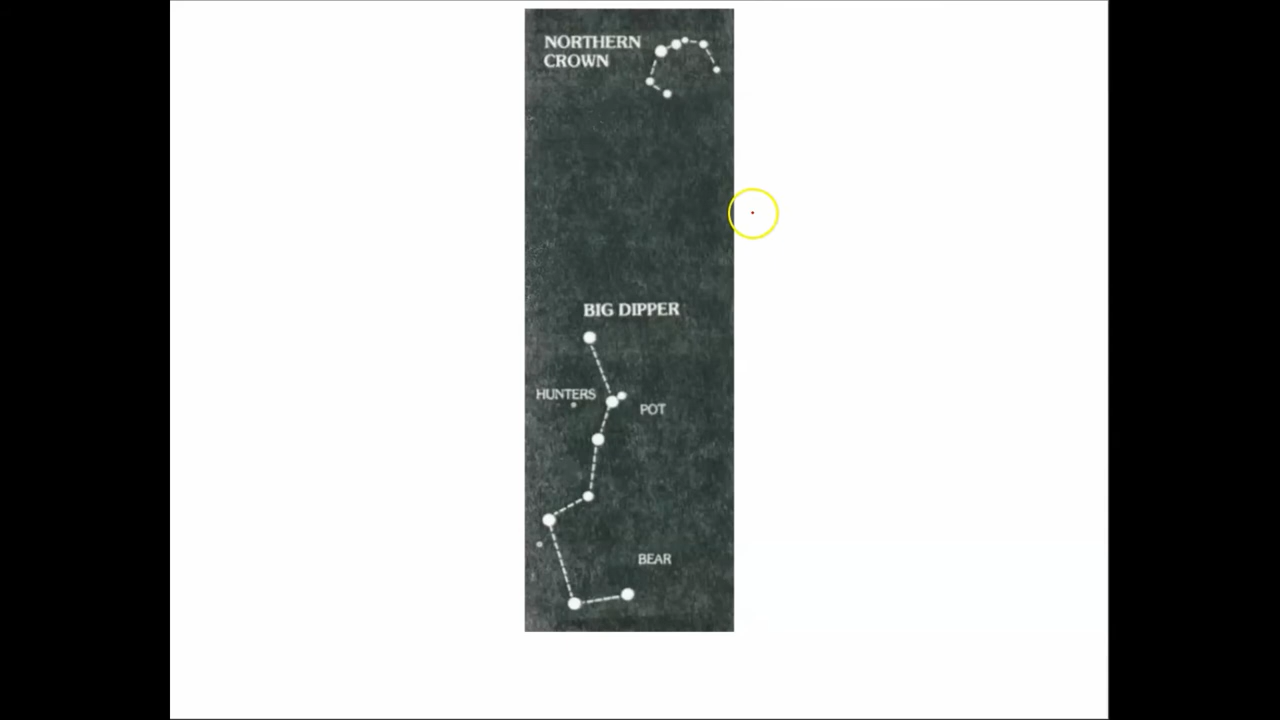 NORTHERN
CROWN
BIG DIPPER
HUNTERS
POT
BEAR